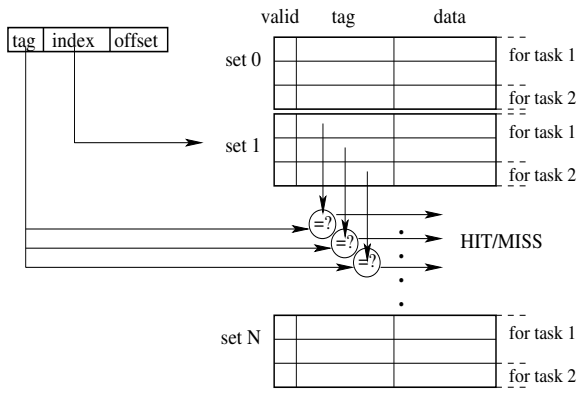 valid tag data
tag index offset
set 0
for task 1
for task 2
set 1
for task 1
for task 2
=?
=?
=?
HIT/MISS
set N
for task 1
for task 2